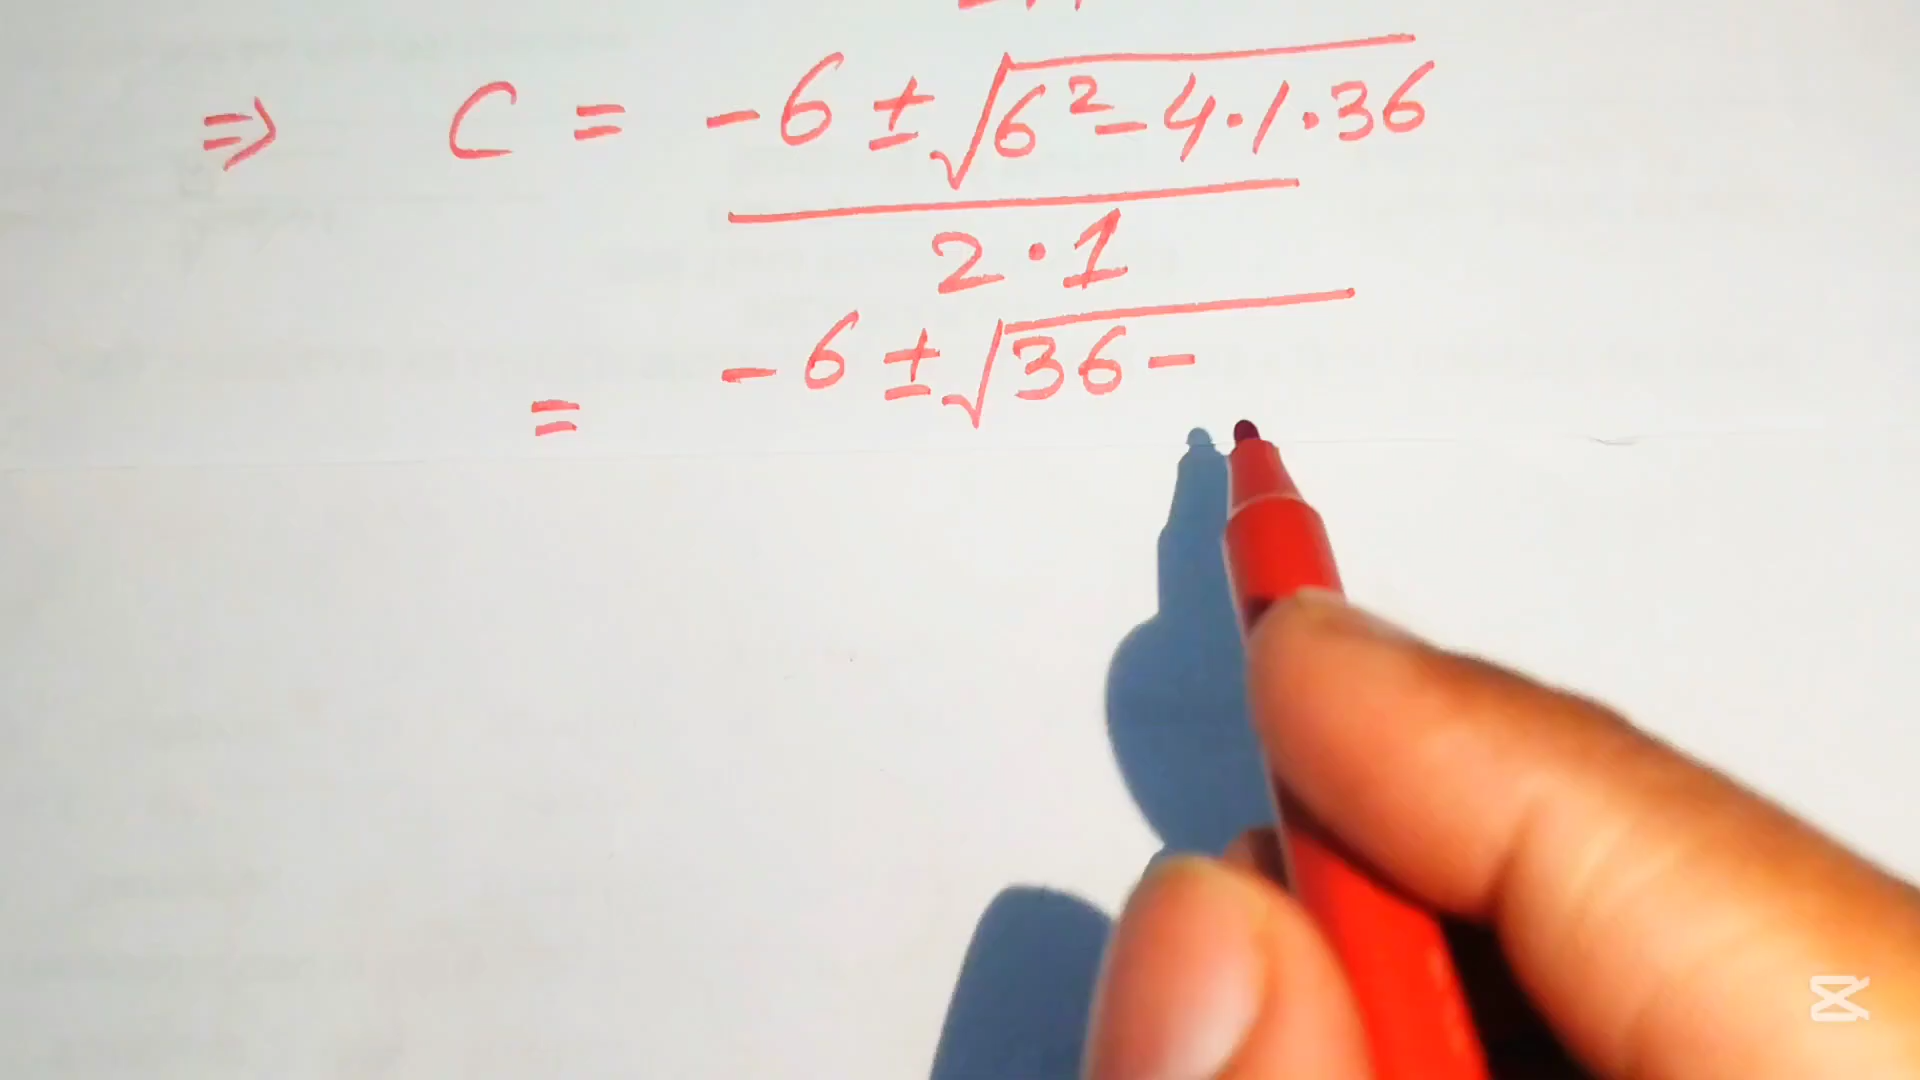 ⇒ C = -6 ± √6² - 4·1·36
2·1
= -6 ± √36 -